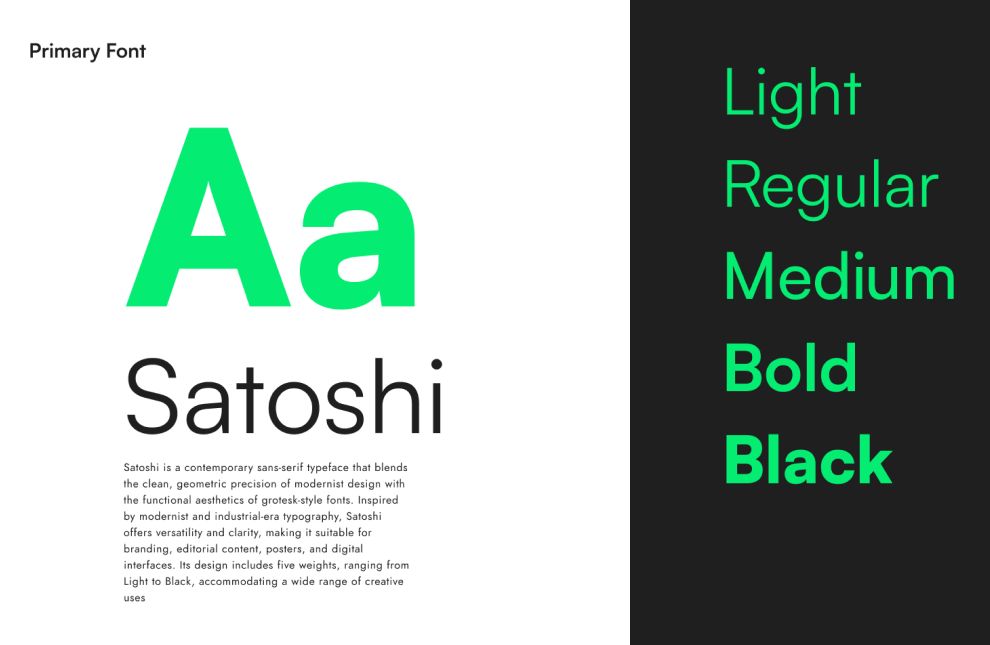 Primary Font
Aa
Satoshi
Satoshi is a contemporary sans-serif typeface that blends
the clean, geometric precision of modernist design with
the functional aesthetics of grotesk-style fonts. Inspired
by modernist and industrial-era typography, Satoshi
offers versatility and clarity, making it suitable for
branding, editorial content, posters, and digital
interfaces. Its design includes five weights, ranging from
Light to Black, accommodating a wide range of creative
uses
Light
Regular
Medium
Bold
Black